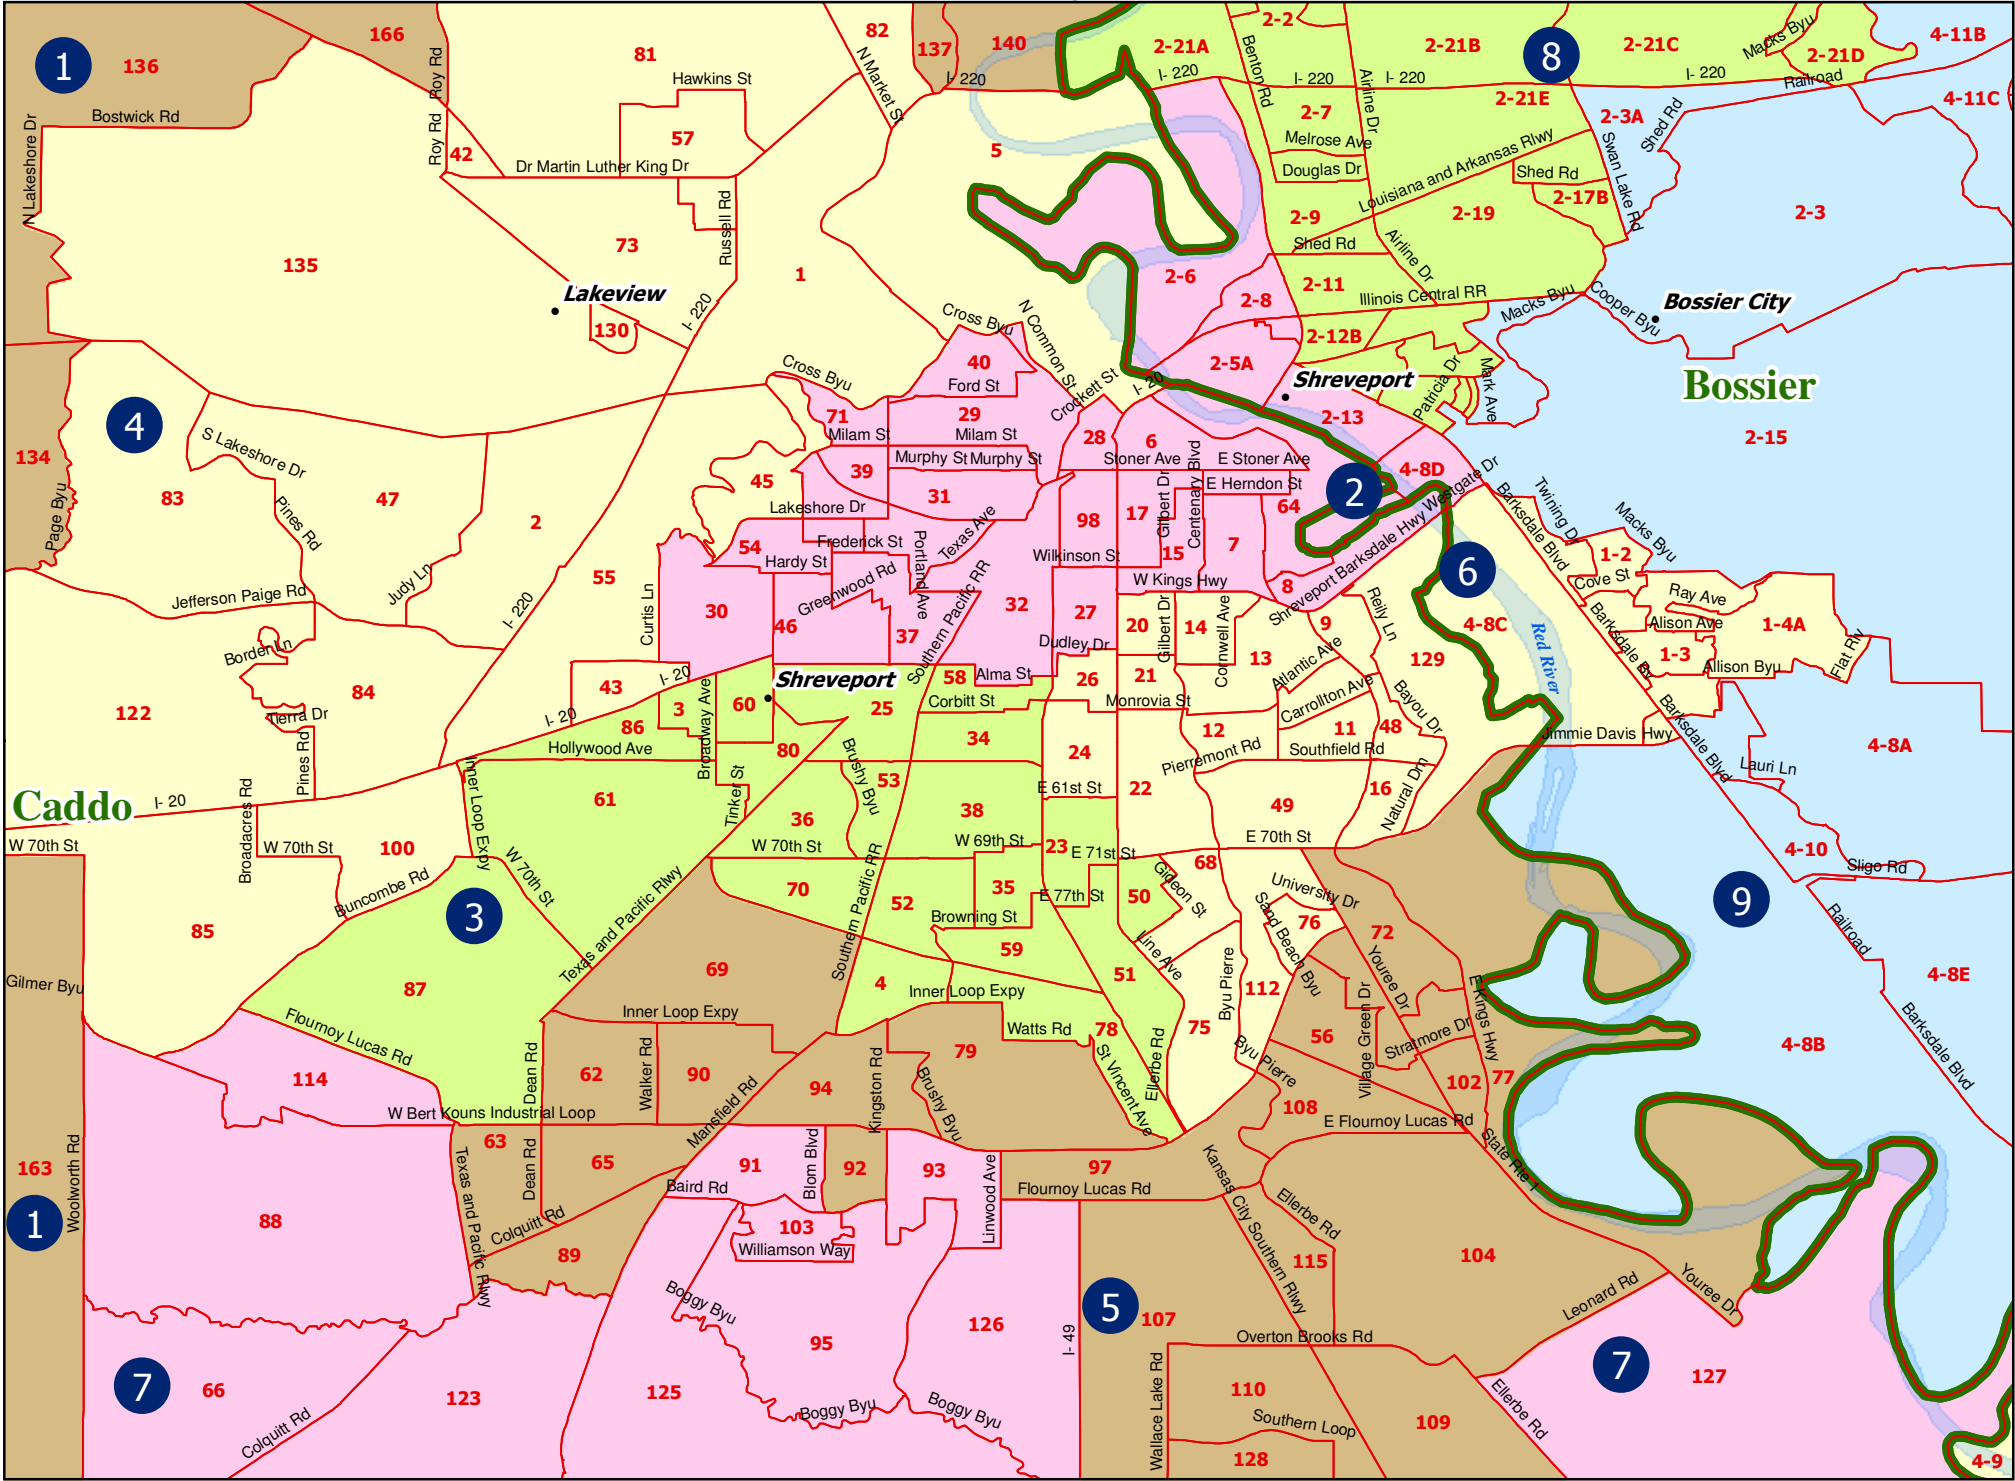 166
82
137
140
2-21A
2-2
2-21B
8
2-21C
Macks Byu
2-21D
4-11B
1
136
81
Roy Rd
N Market St
I- 220
I- 220
Benton Rd
I- 220
Airline Dr
I- 220
2-21E
I- 220
Railroad
4-11C
Hawkins St
Bostwick Rd
N Lakeshore Dr
Roy Rd
42
57
Dr Martin Luther King Dr
5
2-7
Melrose Ave
Douglas Dr
2-3A
Shed Rd
Swan Lake Rd
Louisiana and Arkansas Rlwy
Shed Rd
2-17B
2-9
2-19
2-3
Shed Rd
Airline Dr
135
73
Russell Rd
1
2-6
2-8
2-11
Illinois Central RR
Macks Byu
Cooper Byu
Bossier City
Lakeview
130
I- 220
Cross Byu
N Common St
2-12B
40
Ford St
Cross Byu
Crockett St
I- 20
2-5A
Shreveport
Patricia Dr
Mark Ave
Bossier
2-13
2-15
4
134
83
S Lakeshore Dr
47
Pines Rd
Page Byu
2
71
Milam St
29
Milam St
28
6
Stoner Ave
E Stoner Ave
Centenary Blvd
Gilbert Dr
E Herndon St
64
2
4-8D
Shreveport Barksdale Hwy
Westgate Dr
45
39
Murphy St
Murphy St
31
Lakeshore Dr
98
17
15
7
Wilkinson St
W Kings Hwy
8
54
Frederick St
Hardy St
Portland Ave
Texas Ave
Greenwood Rd
Southern Pacific RR
55
Curtis Ln
30
46
37
32
27
Dudley Dr
20
Gilbert Dr
14
Cornwell Ave
9
Reily Ln
6
4-8C
Red River
Twining Dr
Barksdale Blvd
Macks Byu
1-2
Cove St
Ray Ave
Alison Ave
1-4A
1-3
Allison Byu
Flat Riv
Barksdale Bv
Jefferson Paige Rd
Judy Ln
I- 220
Border Ln
84
Tierra Dr
Pines Rd
122
43
I- 20
I- 20
3
86
Hollywood Ave
Broadway Ave
60
Shreveport
25
58
Alma St
Corbitt St
26
21
Monrovia St
13
Atlantic Ave
Carrollton Ave
129
Bayou Dr
12
11
48
Pierremont Rd
Southfield Rd
Jimmie Davis Hwy
Barksdale Blvd
Lauri Ln
4-8A
80
Tinker St
Brushy Byu
53
34
24
E 61st St
22
49
16
Natural Dm
E 70th St
Caddo
I- 20
Broadacres Rd
W 70th St
W 70th St
100
Buncombe Rd
Inner Loop Expy
61
W 70th St
36
W 70th St
38
W 69th St
23
E 71st St
68
4-10
Sligo Rd
85
3
87
Texas and Pacific Rlwy
70
52
35
E 77th St
50
Gideon St
Browning St
59
University Dr
76
Sand Beach Byu
72
Youree Dr
9
Railroad
4-8E
Gilmer Byu
Flournoy Lucas Rd
69
Southern Pacific RR
4
Inner Loop Expy
51
Line Ave
Byu Pierre
112
75
E Kings Hwy
4-8B
Barksdale Blvd
Inner Loop Expy
Watts Rd
78
St Vincent Ave
Ellerbe Rd
56
Village Green Dr
Stratmore Dr
Byu Pierre
102
77
108
E Flournoy Lucas Rd
State Rte 1
114
W Bert Kouns Industrial Loop
Dean Rd
62
Walker Rd
90
Mansfield Rd
94
Kingston Rd
79
Brushy Byu
163
1
Woolworth Rd
88
63
Dean Rd
65
Texas and Pacific Rlwy
Colquitt Rd
89
91
Baird Rd
Blom Blvd
92
93
Linwood Ave
97
Flournoy Lucas Rd
103
Williamson Way
Kansas City Southern Rlwy
Ellerbe Rd
115
104
Leonard Rd
Youree Dr
5
107
I- 49
Overton Brooks Rd
7
66
Colquitt Rd
123
125
Boggy Byu
95
Boggy Byu
126
Boggy Byu
Wallace Lake Rd
110
Southern Loop
128
109
Ellerbe Rd
7
127
4-9